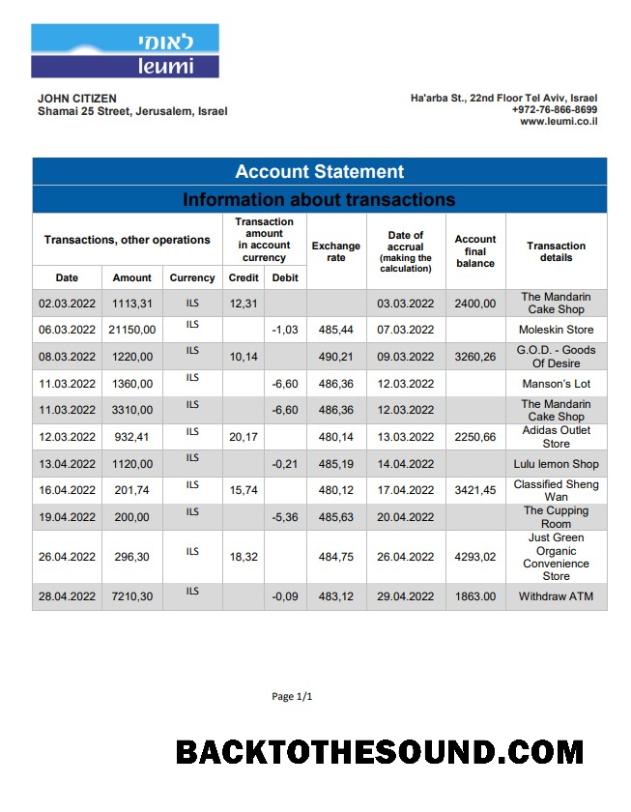 לאומי
leumi
JOHN CITIZEN
Shamai 25 Street, Jerusalem, Israel
Ha'arba St., 22nd Floor Tel Aviv, Israel
+972-76-866-8699
www.leumi.co.il
Account Statement
Information about transactions
Transactions, other operations
Transaction
amount
in account
currency
Exchange
rate
Date of
accrual
(making the
calculation)
Account
final
balance
Transaction
details
Date Amount Currency Credit Debit
02.03.2022 1113,31 ILS 12,31 03.03.2022 2400,00 The Mandarin
Cake Shop
06.03.2022 21150,00 ILS -1,03 485,44 07.03.2022 Moleskin Store
08.03.2022 1220,00 ILS 10,14 490,21 09.03.2022 3260,26 G.O.D. - Goods
Of Desire
11.03.2022 1360,00 ILS -6,60 486,36 12.03.2022 Manson's Lot
11.03.2022 3310,00 ILS -6,60 486,36 12.03.2022 The Mandarin
Cake Shop
12.03.2022 932,41 ILS 20,17 480,14 13.03.2022 2250,66 Adidas Outlet
Store
13.04.2022 1120,00 ILS -0,21 485,19 14.04.2022 Lulu lemon Shop
16.04.2022 201,74 ILS 15,74 480,12 17.04.2022 3421,45 Classified Sheng
Wan
19.04.2022 200,00 ILS -5,36 485,63 20.04.2022 The Cupping
Room
26.04.2022 296,30 ILS 18,32 484,75 26.04.2022 4293,02 Just Green
Organic
Convenience
Store
28.04.2022 7210,30 ILS -0,09 483,12 29.04.2022 1863.00 Withdraw ATM
Page 1/1
BACKTOTHESOUND.COM